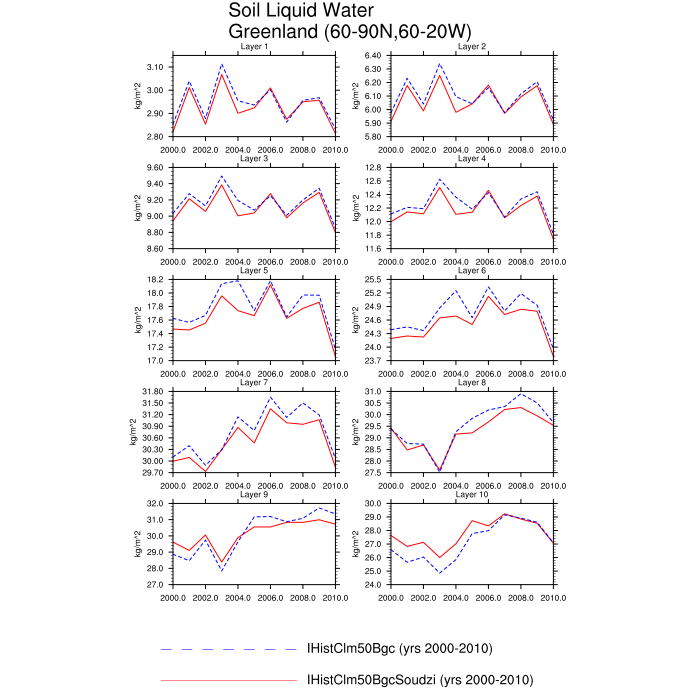 Soil Liquid Water
Greenland (60-90N,60-20W)
Layer 1
Layer 2
kg/m^2
3.10
3.00
2.90
2.80
2000.0 2002.0 2004.0 2006.0 2008.0 2010.0
kg/m^2
6.40
6.30
6.20
6.10
6.00
5.90
5.80
2000.0 2002.0 2004.0 2006.0 2008.0 2010.0
Layer 3
Layer 4
kg/m^2
9.60
9.40
9.20
9.00
8.80
8.60
2000.0 2002.0 2004.0 2006.0 2008.0 2010.0
kg/m^2
12.8
12.6
12.4
12.2
12.0
11.8
11.6
2000.0 2002.0 2004.0 2006.0 2008.0 2010.0
Layer 5
Layer 6
kg/m^2
18.2
18.0
17.8
17.6
17.4
17.2
17.0
2000.0 2002.0 2004.0 2006.0 2008.0 2010.0
kg/m^2
25.5
25.2
24.9
24.6
24.3
24.0
23.7
2000.0 2002.0 2004.0 2006.0 2008.0 2010.0
Layer 7
Layer 8
kg/m^2
31.80
31.50
31.20
30.90
30.60
30.30
30.00
29.70
2000.0 2002.0 2004.0 2006.0 2008.0 2010.0
kg/m^2
31.0
30.5
30.0
29.5
29.0
28.5
28.0
27.5
2000.0 2002.0 2004.0 2006.0 2008.0 2010.0
Layer 9
Layer 10
kg/m^2
32.0
31.0
30.0
29.0
28.0
27.0
2000.0 2002.0 2004.0 2006.0 2008.0 2010.0
kg/m^2
30.0
29.0
28.0
27.0
26.0
25.0
24.0
2000.0 2002.0 2004.0 2006.0 2008.0 2010.0
IHistClm50Bgc (yrs 2000-2010)
IHistClm50BgcSoudzi (yrs 2000-2010)